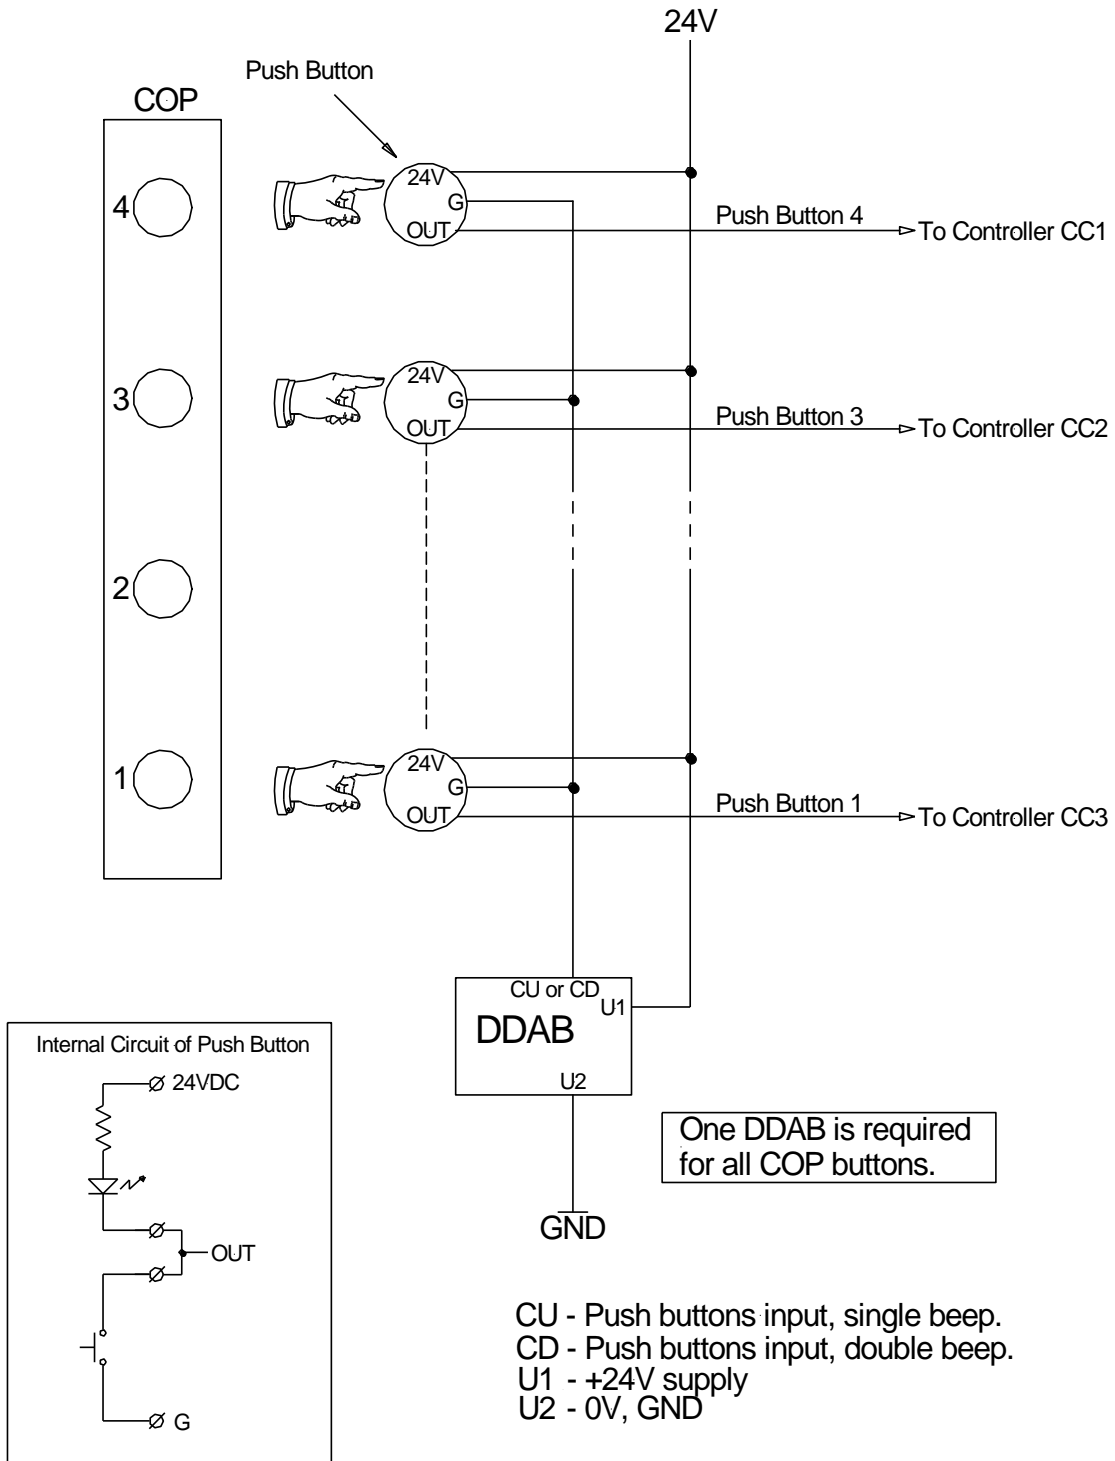 24V
Push Button
COP
4
24V
G
OUT
Push Button 4
To Controller CC1
3
24V
G
OUT
Push Button 3
To Controller CC2
2
1
24V
G
OUT
Push Button 1
To Controller CC3
CU or CD
U1
DDAB
U2
GND
One DDAB is required
for all COP buttons.
Internal Circuit of Push Button
24VDC
OUT
G
CU - Push buttons input, single beep.
CD - Push buttons input, double beep.
U1 - +24V supply
U2 - 0V, GND